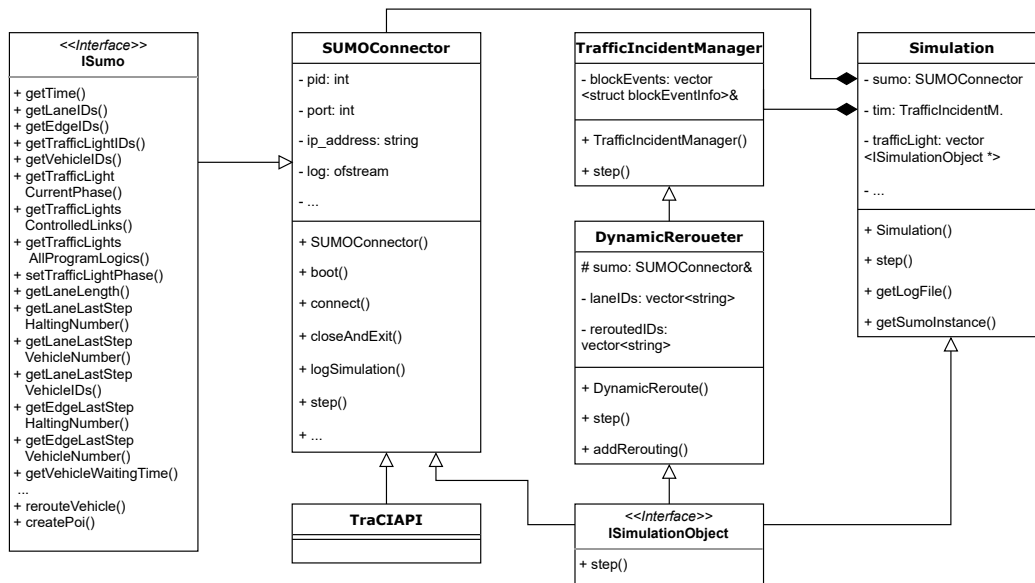 <<Interface>>
ISumo
+ getTime()
+ getLaneIDs()
+ getEdgeIDs()
+ getTrafficLightIDs()
+ getVehicleIDs()
+ getTrafficLight
CurrentPhase()
+ getTrafficLights
ControlledLinks()
+ getTrafficLights
AllProgramLogics()
+ setTrafficLightPhase()
+ getLaneLength()
+ getLaneLastStep
HaltingNumber()
+ getLaneLastStep
VehicleNumber()
+ getLaneLastStep
VehicleIDs()
+ getEdgeLastStep
HaltingNumber()
+ getEdgeLastStep
VehicleNumber()
+ getVehicleWaitingTime()
...
+ rerouteVehicle()
+ createPoi()
SUMOConnector
- pid: int
- port: int
- ip_address: string
- log: ofstream
- ...
+ SUMOConnector()
+ boot()
+ connect()
+ closeAndExit()
+ logSimulation()
+ step()
+ ...
TraCIAPI
TrafficIncidentManager
- blockEvents: vector
<struct blockEventInfo>&
+ TrafficIncidentManager()
+ step()
DynamicReroueter
# sumo: SUMOConnector&
- laneIDs: vector<string>
- reroutedIDs:
vector<string>
+ DynamicReroute()
+ step()
+ addRerouting()
<<Interface>>
ISimulationObject
+ step()
Simulation
- sumo: SUMOConnector
- tim: TrafficIncidentM.
- trafficLight: vector
<ISimulationObject *>
- ...
+ Simulation()
+ step()
+ getLogFile()
+ getSumoInstance()